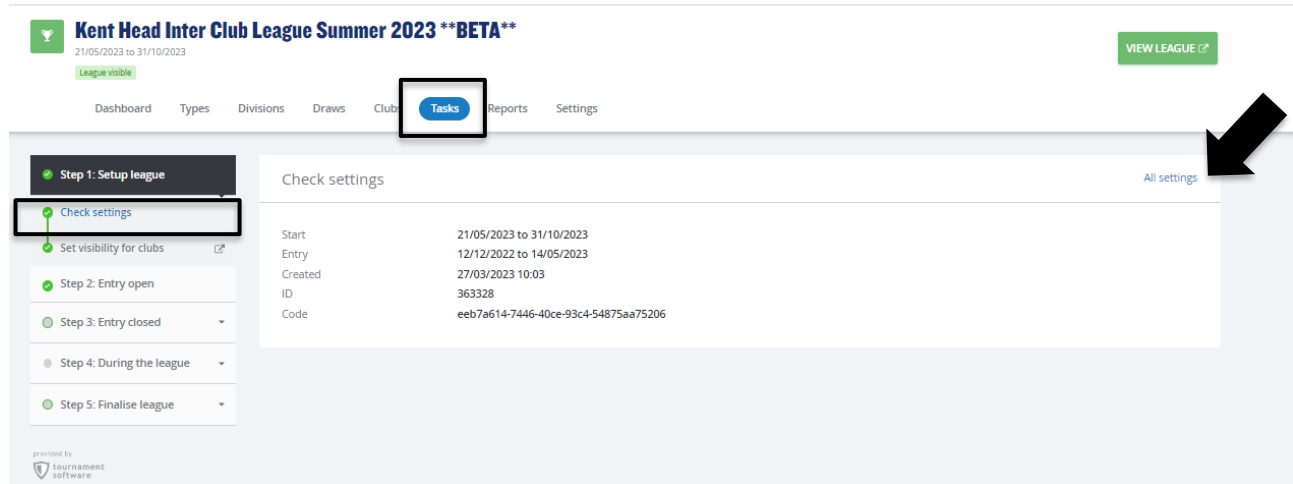 Kent Head Inter Club League Summer 2023 **BETA**
21/05/2023 to 31/10/2023
League visible
VIEW LEAGUE
Dashboard Types Divisions Draws Clubs Tasks Reports Settings
Step 1: Setup league
Check settings
Set visibility for clubs
Step 2: Entry open
Step 3: Entry closed
Step 4: During the league
Step 5: Finalise league
Check settings
All settings
Start 21/05/2023 to 31/10/2023
Entry 12/12/2022 to 14/05/2023
Created 27/03/2023 10:03
ID 363328
Code eeb7a614-7446-40ce-93c4-54875aa75206
provided by
tournament
software